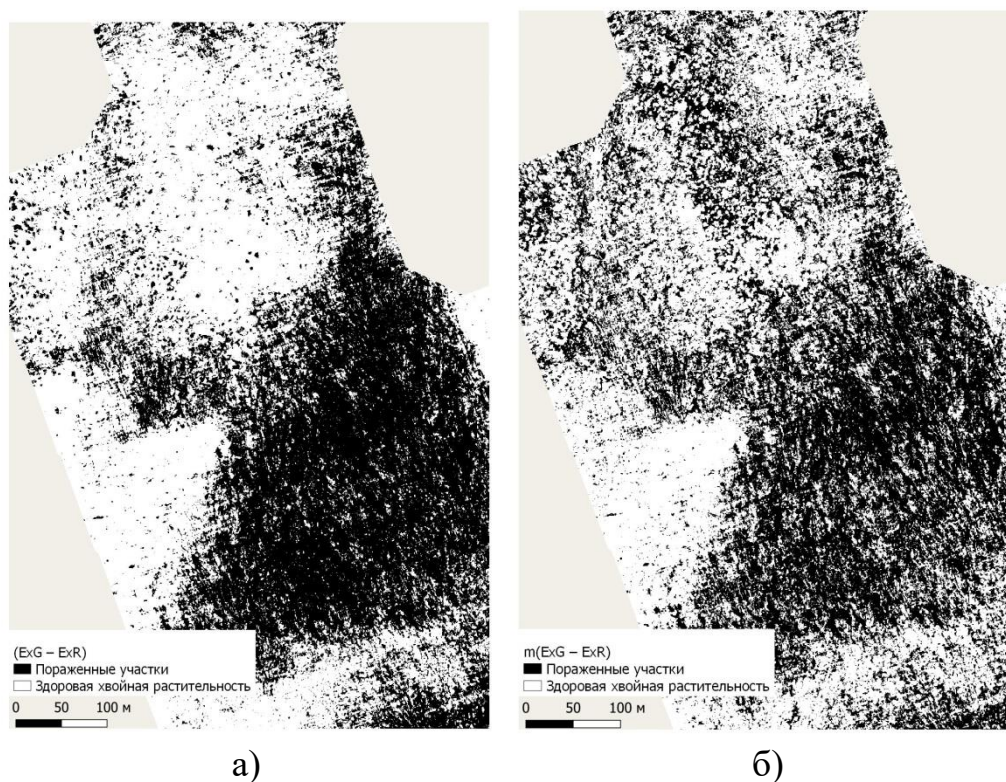 (ExG – ExR)
Пораженные участки
Здоровая хвойная растительность
0 50 100 м
m(ExG – ExR)
Пораженные участки
Здоровая хвойная растительность
0 50 100 м
а)
б)